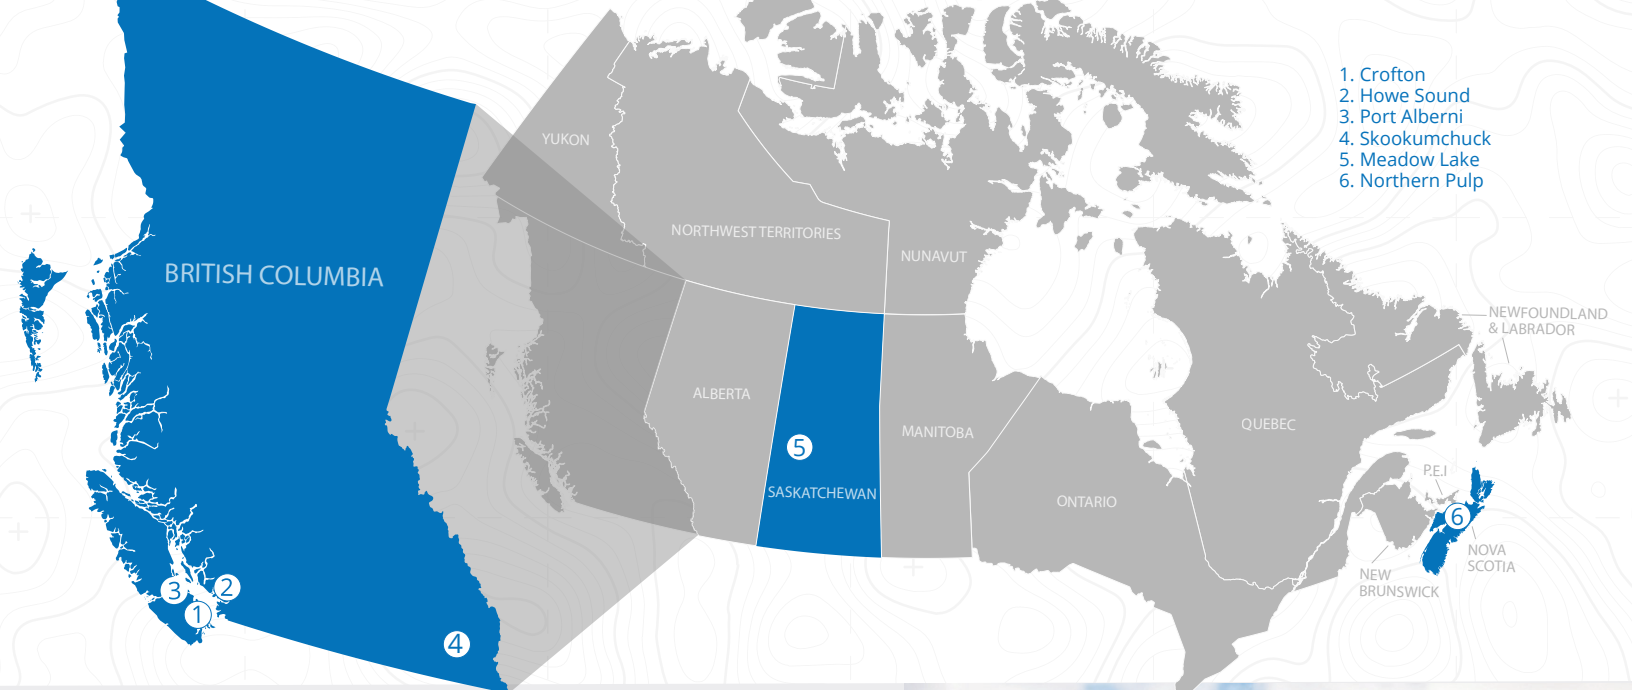 1. Crofton
2. Howe Sound
3. Port Alberni
4. Skookumchuck
5. Meadow Lake
6. Northern Pulp
YUKON
NORTHWEST TERRITORIES
NUNAVUT
BRITISH COLUMBIA
NEWFOUNDLAND
& LABRADOR
ALBERTA
QUEBEC
MANITOBA
5
P.E.I
SASKATCHEWAN
ONTARIO
6
NOVA
SCOTIA
NEW
BRUNSWICK
3
2
1
4